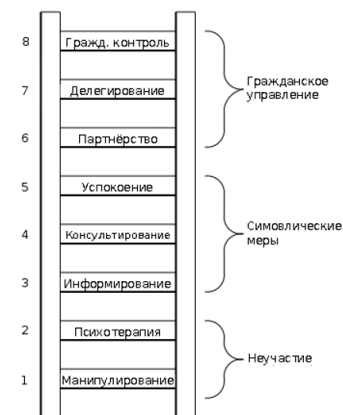 8 Гражд. контроль
7 Делегирование
6 Партнёрство
Гражданское
управление
5 Успокоение
4 Консультирование
3 Информирование
Симовлические
меры
2 Психотерапия
1 Манипулирование
Неучастие